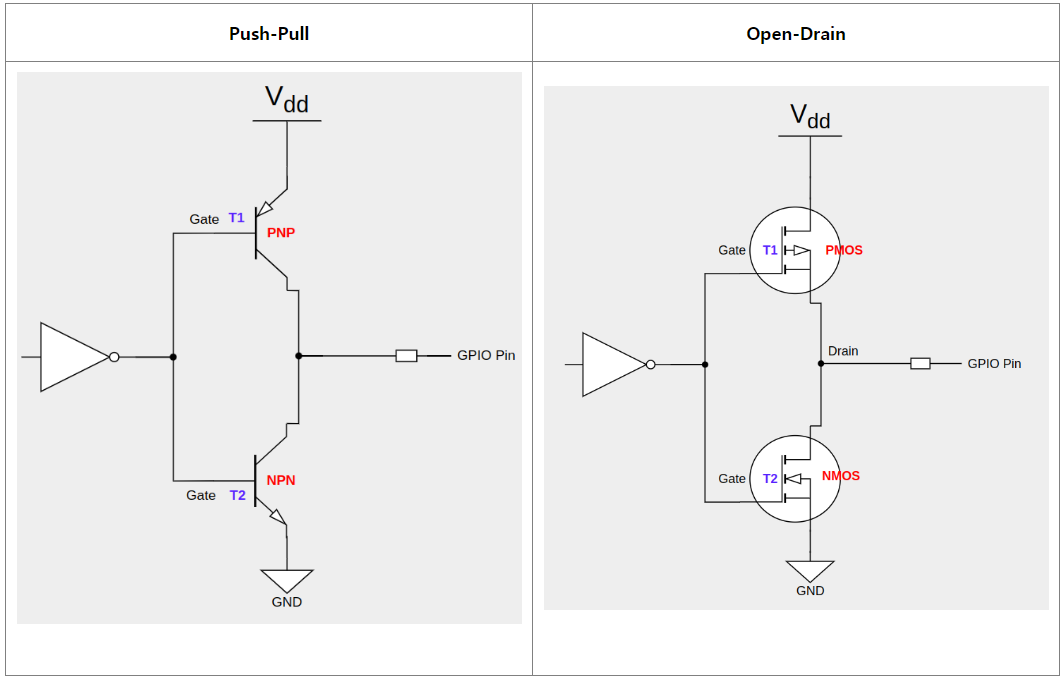 Push-Pull
Open-Drain
Vdd
Gate T1
PNP
GPIO Pin
NPN
Gate T2
GND
Vdd
Gate T1 PMOS
Drain
GPIO Pin
Gate T2 NMOS
GND